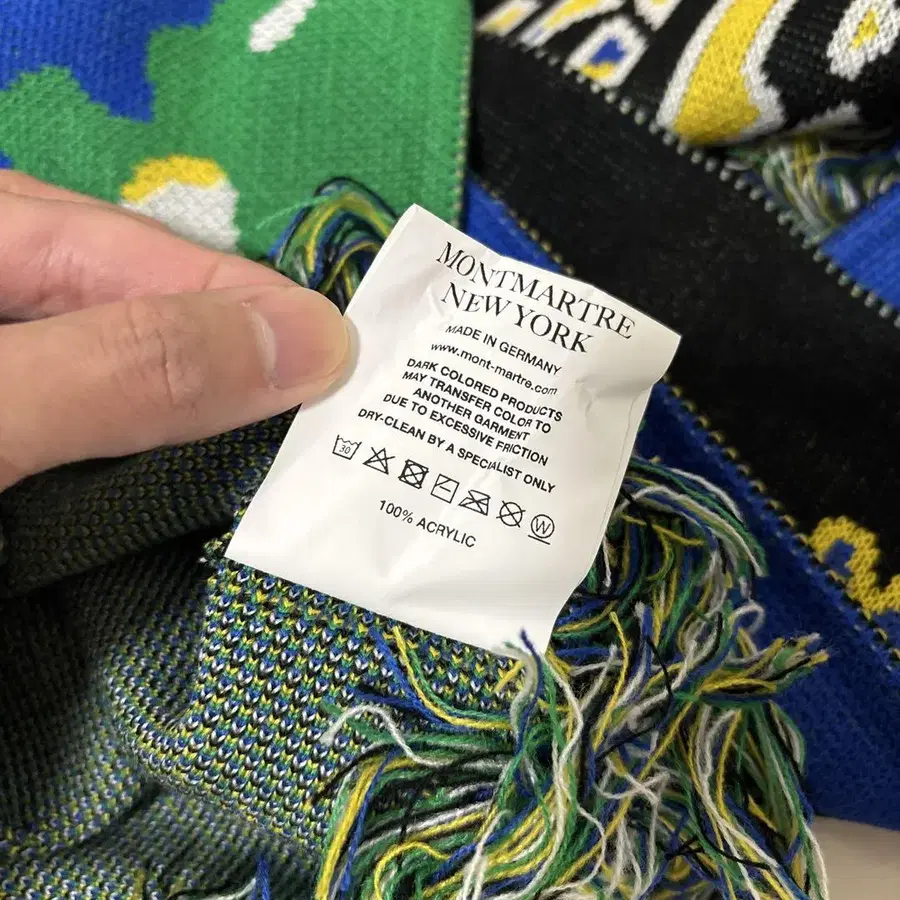 MONTMARTRE
NEW YORK
MADE IN GERMANY
www.mont-martre.com
DARK COLORED PRODUCTS
MAY TRANSFER COLOR TO
ANOTHER GARMENT
DUE TO EXCESSIVE FRICTION
DRY-CLEAN BY A SPECIALIST ONLY
30 W
100% ACRYLIC